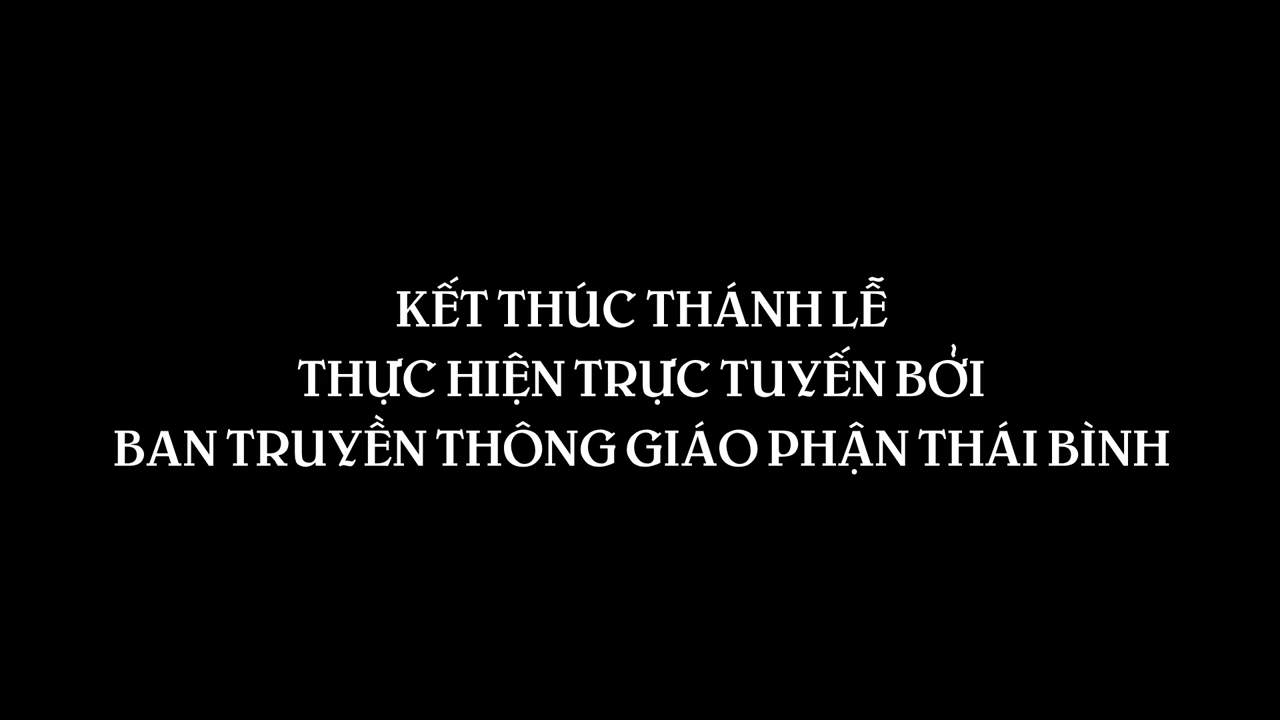 KẾT THÚC THÁNH LỄ
THỰC HIỆN TRỰC TUYẾN BỞI
BAN TRUYỀN THÔNG GIÁO PHẬN THÁI BÌNH